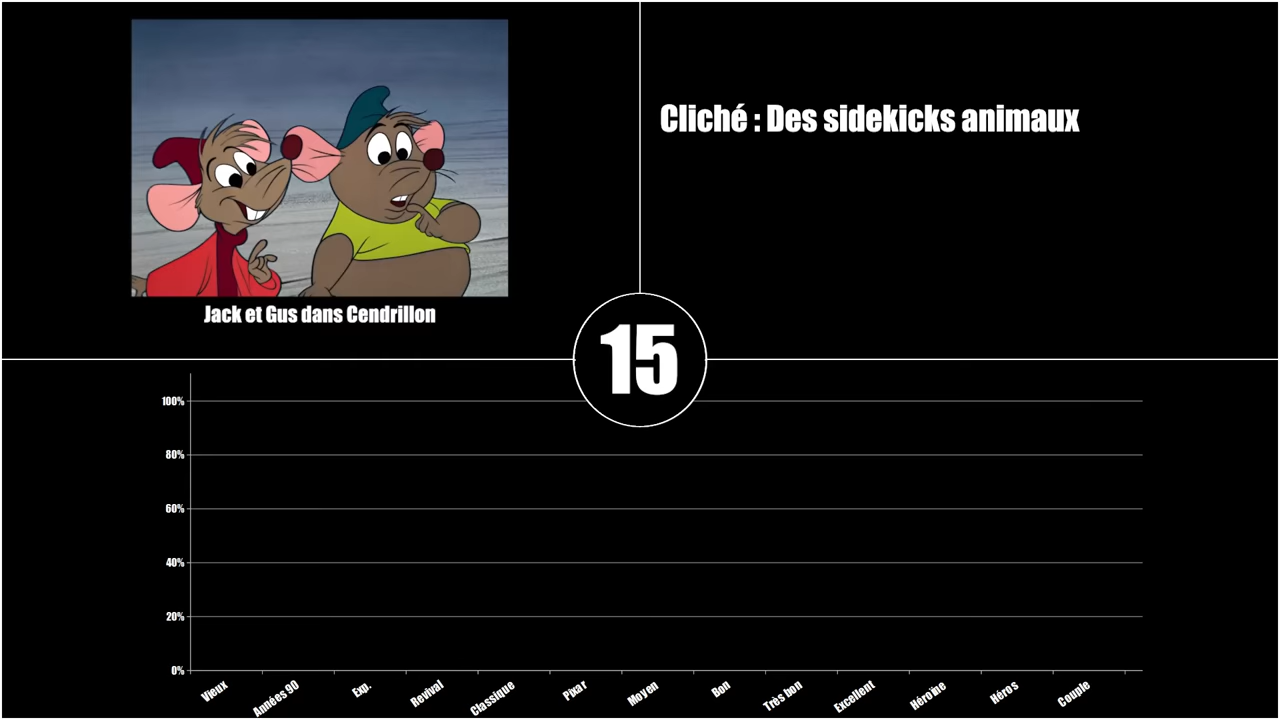 Cliché : Des sidekicks animaux
Jack et Gus dans Cendrillon
15
100%
80%
60%
40%
20%
0%
Vieux
Années 90
Exp.
Revival
Classique
Pixar
Moyen
Bon
Très bon
Excellent
Héroïne
Héros
Couple